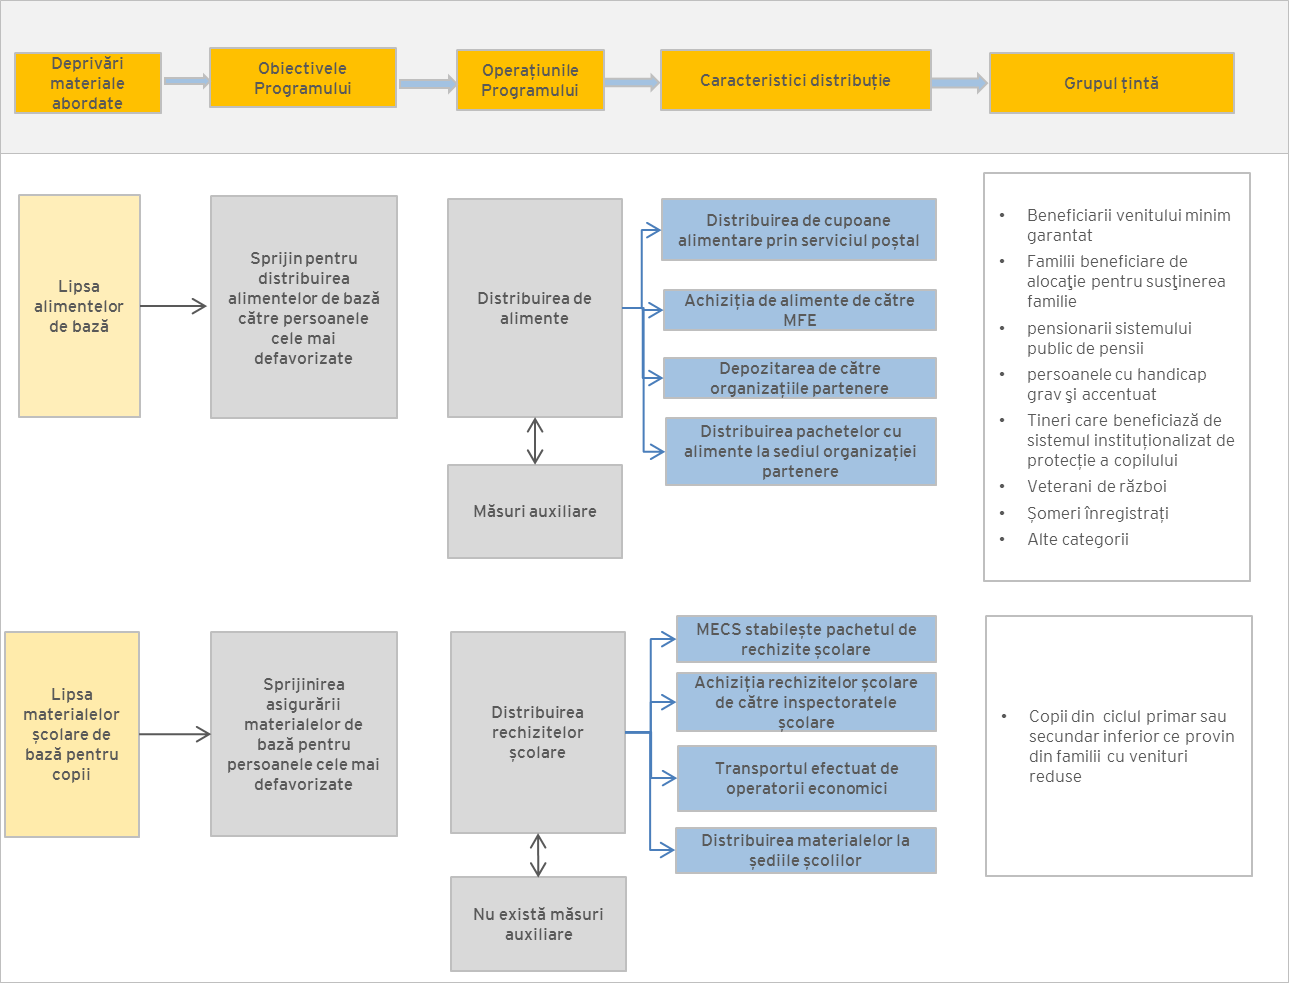 Deprivări
materiale
abordate
Obiectivele
Programului
Operațiunile
Programului
Caracteristici distribuție
Grupul țintă
Lipsa
alimentelor
de bază
Sprijin pentru
distribuirea
alimentelor de bază
către persoanele
cele mai
defavorizate
Distribuirea de
alimente
Măsuri auxiliare
Distribuirea de cupoane
alimentare prin serviciul poștal
Achiziția de alimente de către
MFE
Depozitarea de către
organizațiile partenere
Distribuirea pachetelor cu
alimente la sediul organizației
partenere
• Beneficiarii venitului minim
garantat
• Familii beneficiare de
alocaţie pentru susţinerea
familie
• pensionarii sistemului
public de pensii
• persoanele cu handicap
grav şi accentuat
• Tineri care beneficiază de
sistemul instituționalizat de
protecție a copilului
• Veterani de război
• Șomeri înregistrați
• Alte categorii
Lipsa
materialelor
școlare de
bază pentru
copii
Sprijinirea
asigurării
materialelor de
bază pentru
persoanele cele mai
defavorizate
Distribuirea
rechizitelor
școlare
Nu există măsuri
auxiliare
MECS stabilește pachetul de
rechizite școlare
Achiziția rechizitelor școlare
de către inspectoratele
școlare
Transportul efectuat de
operatorii economici
Distribuirea materialelor la
șediile școlilor
• Copii din ciclul primar sau
secundar inferior ce provin
din familii cu venituri
reduse